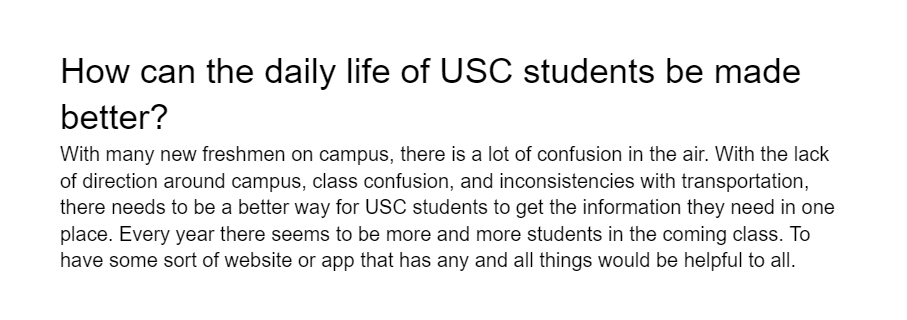 How can the daily life of USC students be made
better?
With many new freshmen on campus, there is a lot of confusion in the air. With the lack
of direction around campus, class confusion, and inconsistencies with transportation,
there needs to be a better way for USC students to get the information they need in one
place. Every year there seems to be more and more students in the coming class. To
have some sort of website or app that has any and all things would be helpful to all.